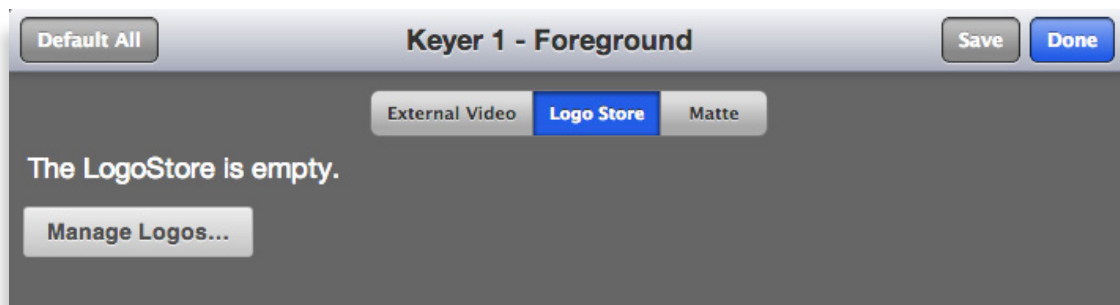 Default All
Keyer 1 - Foreground
Save
Done
External Video
Logo Store
Matte
The LogoStore is empty.
Manage Logos...